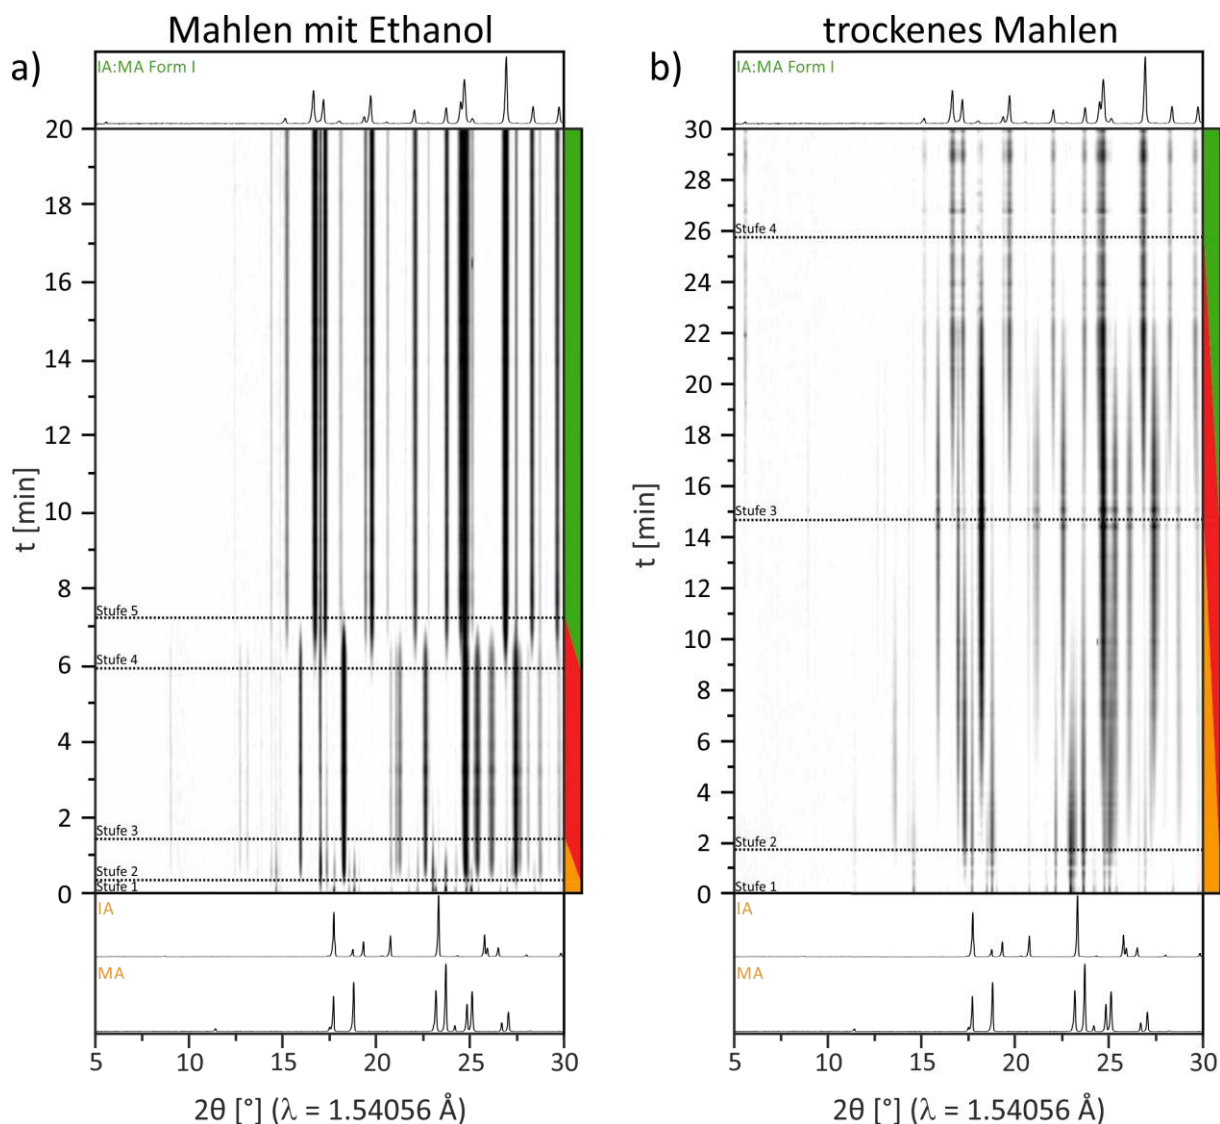 Mahlen mit Ethanol
a)
IA:MA Form I
20
18
16
14
12
10
8
6
4
2
0
t [min]
Stufe 5
Stufe 4
Stufe 3
Stufe 2
Stufe 1
IA
MA
5
10
15
20
25
30
2θ [°] (λ = 1.54056 Å)
trockenes Mahlen
b)
IA:MA Form I
30
28
26
24
22
20
18
16
14
12
10
8
6
4
2
0
t [min]
Stufe 4
Stufe 3
Stufe 2
Stufe 1
IA
MA
5
10
15
20
25
30
2θ [°] (λ = 1.54056 Å)